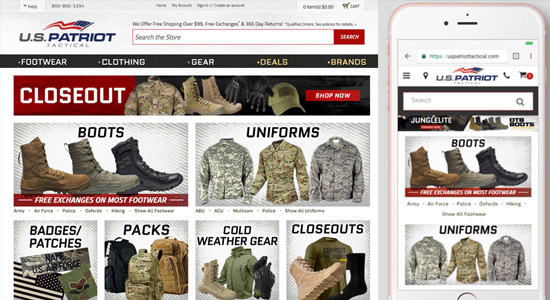 Help 800-805-5294 My Account Sign in or Create an account 0 Item(s) $0.00 CART
U.S.PATRIOT
TACTICAL
We Offer Free Shipping Over $99, Free Exchanges* & 365 Day Returns! *Qualified Orders. See policies for details. >
Search the Store SEARCH
FOOTWEAR CLOTHING GEAR DEALS BRANDS
CLOSEOUT SHOP NOW
BOOTS
FREE EXCHANGES ON MOST FOOTWEAR
Army • Air Force • Police • Oxfords • Hiking • Show All Footwear
UNIFORMS
ABU • ACU • Multicam • Police • Show All Uniforms
BADGES/
PATCHES
U.S. AIR FORCE
PACKS
COLD
WEATHER GEAR
CLOSEOUTS
https://uspatriottactical.com
U.S.PATRIOT
TACTICAL
Search
JUNGLELITE
OTB
BOOTS
BOOTS
FREE EXCHANGES ON MOST FOOTWEAR
Army • Air Force • Police • Oxfords • Hiking •
Show All Footwear
UNIFORMS